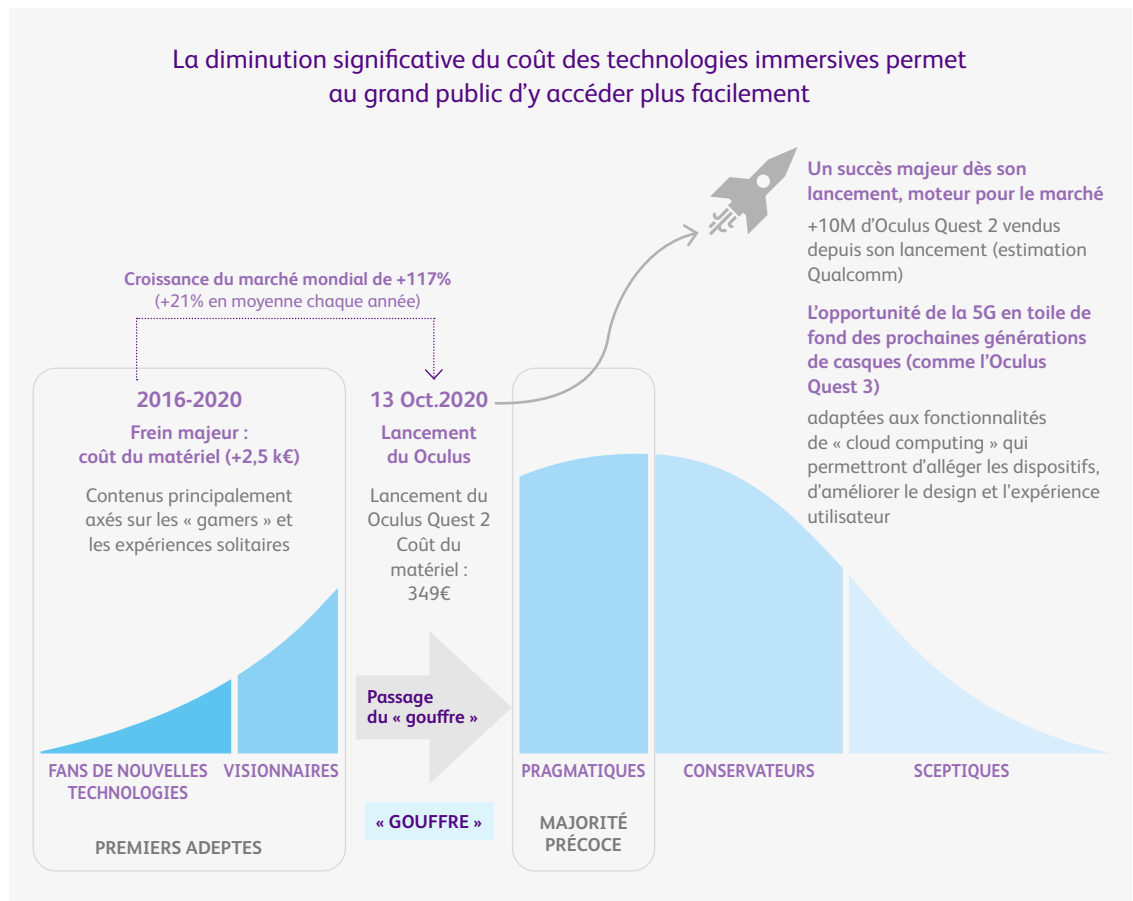 La diminution significative du coût des technologies immersives permet
au grand public d’y accéder plus facilement
Croissance du marché mondial de +117%
(+21% en moyenne chaque année)
2016-2020
Frein majeur :
coût du matériel (+2,5 k€)
Contenus principalement
axés sur les « gamers » et
les expériences solitaires
13 Oct.2020
Lancement
du Oculus
Lancement du
Oculus Quest 2
Coût du
matériel :
349€
Un succès majeur dès son
lancement, moteur pour le marché
+10M d’Oculus Quest 2 vendus
depuis son lancement (estimation
Qualcomm)
L’opportunité de la 5G en toile de
fond des prochaines générations
de casques (comme l’Oculus
Quest 3)
adaptées aux fonctionnalités
de « cloud computing » qui
permettront d’alléger les dispositifs,
d’améliorer le design et l’expérience
utilisateur
Passage
du « gouffre »
FANS DE NOUVELLES
TECHNOLOGIES
VISIONNAIRES
PREMIERS ADEPTES
« GOUFFRE »
PRAGMATIQUES
MAJORITÉ
PRÉCOCE
CONSERVATEURS
SCEPTIQUES